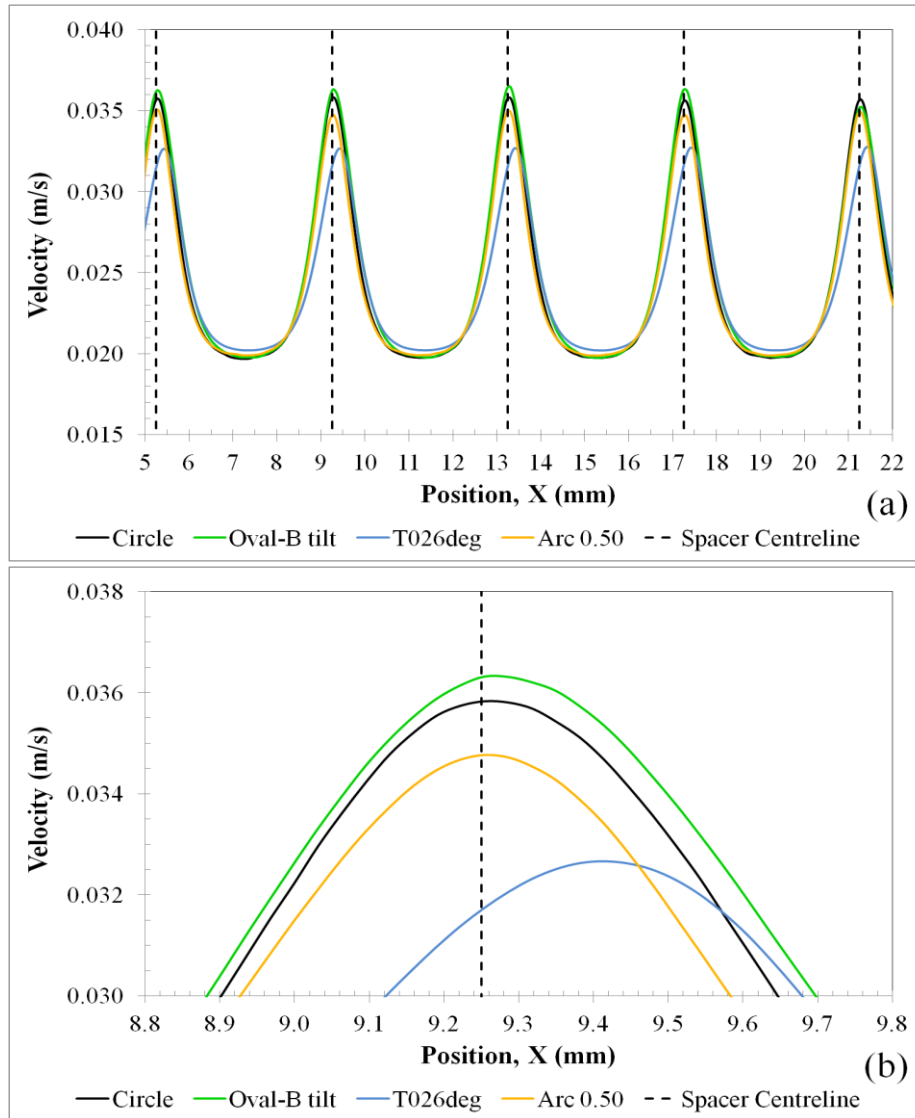 0.040
0.035
0.030
0.025
0.020
0.015
Velocity (m/s)
5 6 7 8 9 10 11 12 13 14 15 16 17 18 19 20 21 22
Position, X (mm)
(a)
Circle Oval-B tilt T026deg Arc 0.50 Spacer Centreline
0.038
0.036
0.034
0.032
0.030
Velocity (m/s)
8.8 8.9 9.0 9.1 9.2 9.3 9.4 9.5 9.6 9.7 9.8
Position, X (mm)
(b)
Circle Oval-B tilt T026deg Arc 0.50 Spacer Centreline